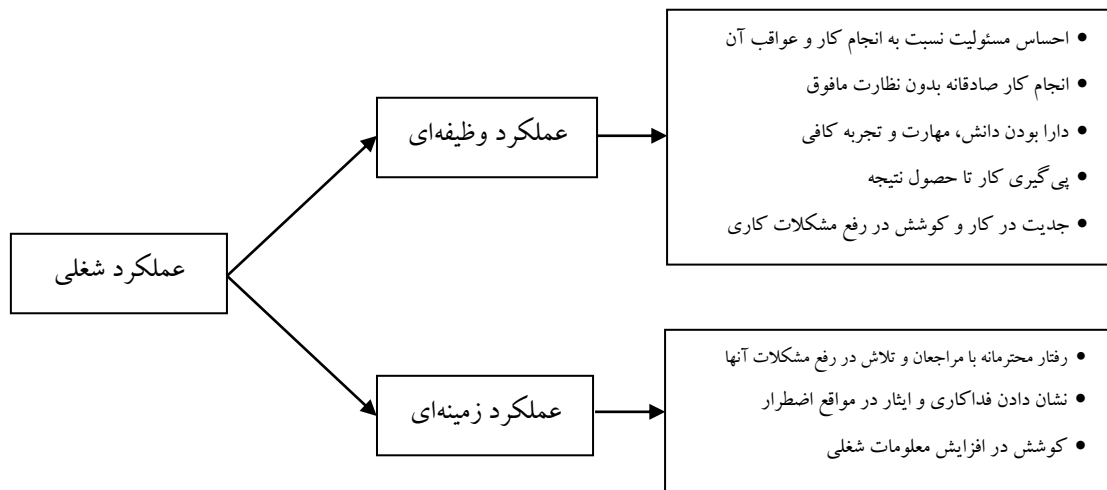 • احساس مسئولیت نسبت به انجام کار و عواقب آن
• انجام کار صادقانه بدون نظارت مافوق
• دارا بودن دانش، مهارت و تجربه کافی
• پی‌گیری کار تا حصول نتیجه
• جدیت در کار و کوشش در رفع مشکلات کاری
عملکرد وظیفه‌ای
عملکرد شغلی
عملکرد زمینه‌ای
• رفتار محترمانه با مراجعان و تلاش در رفع مشکلات آنها
• نشان دادن فداکاری و ایثار در مواقع اضطرار
• کوشش در افزایش معلومات شغلی